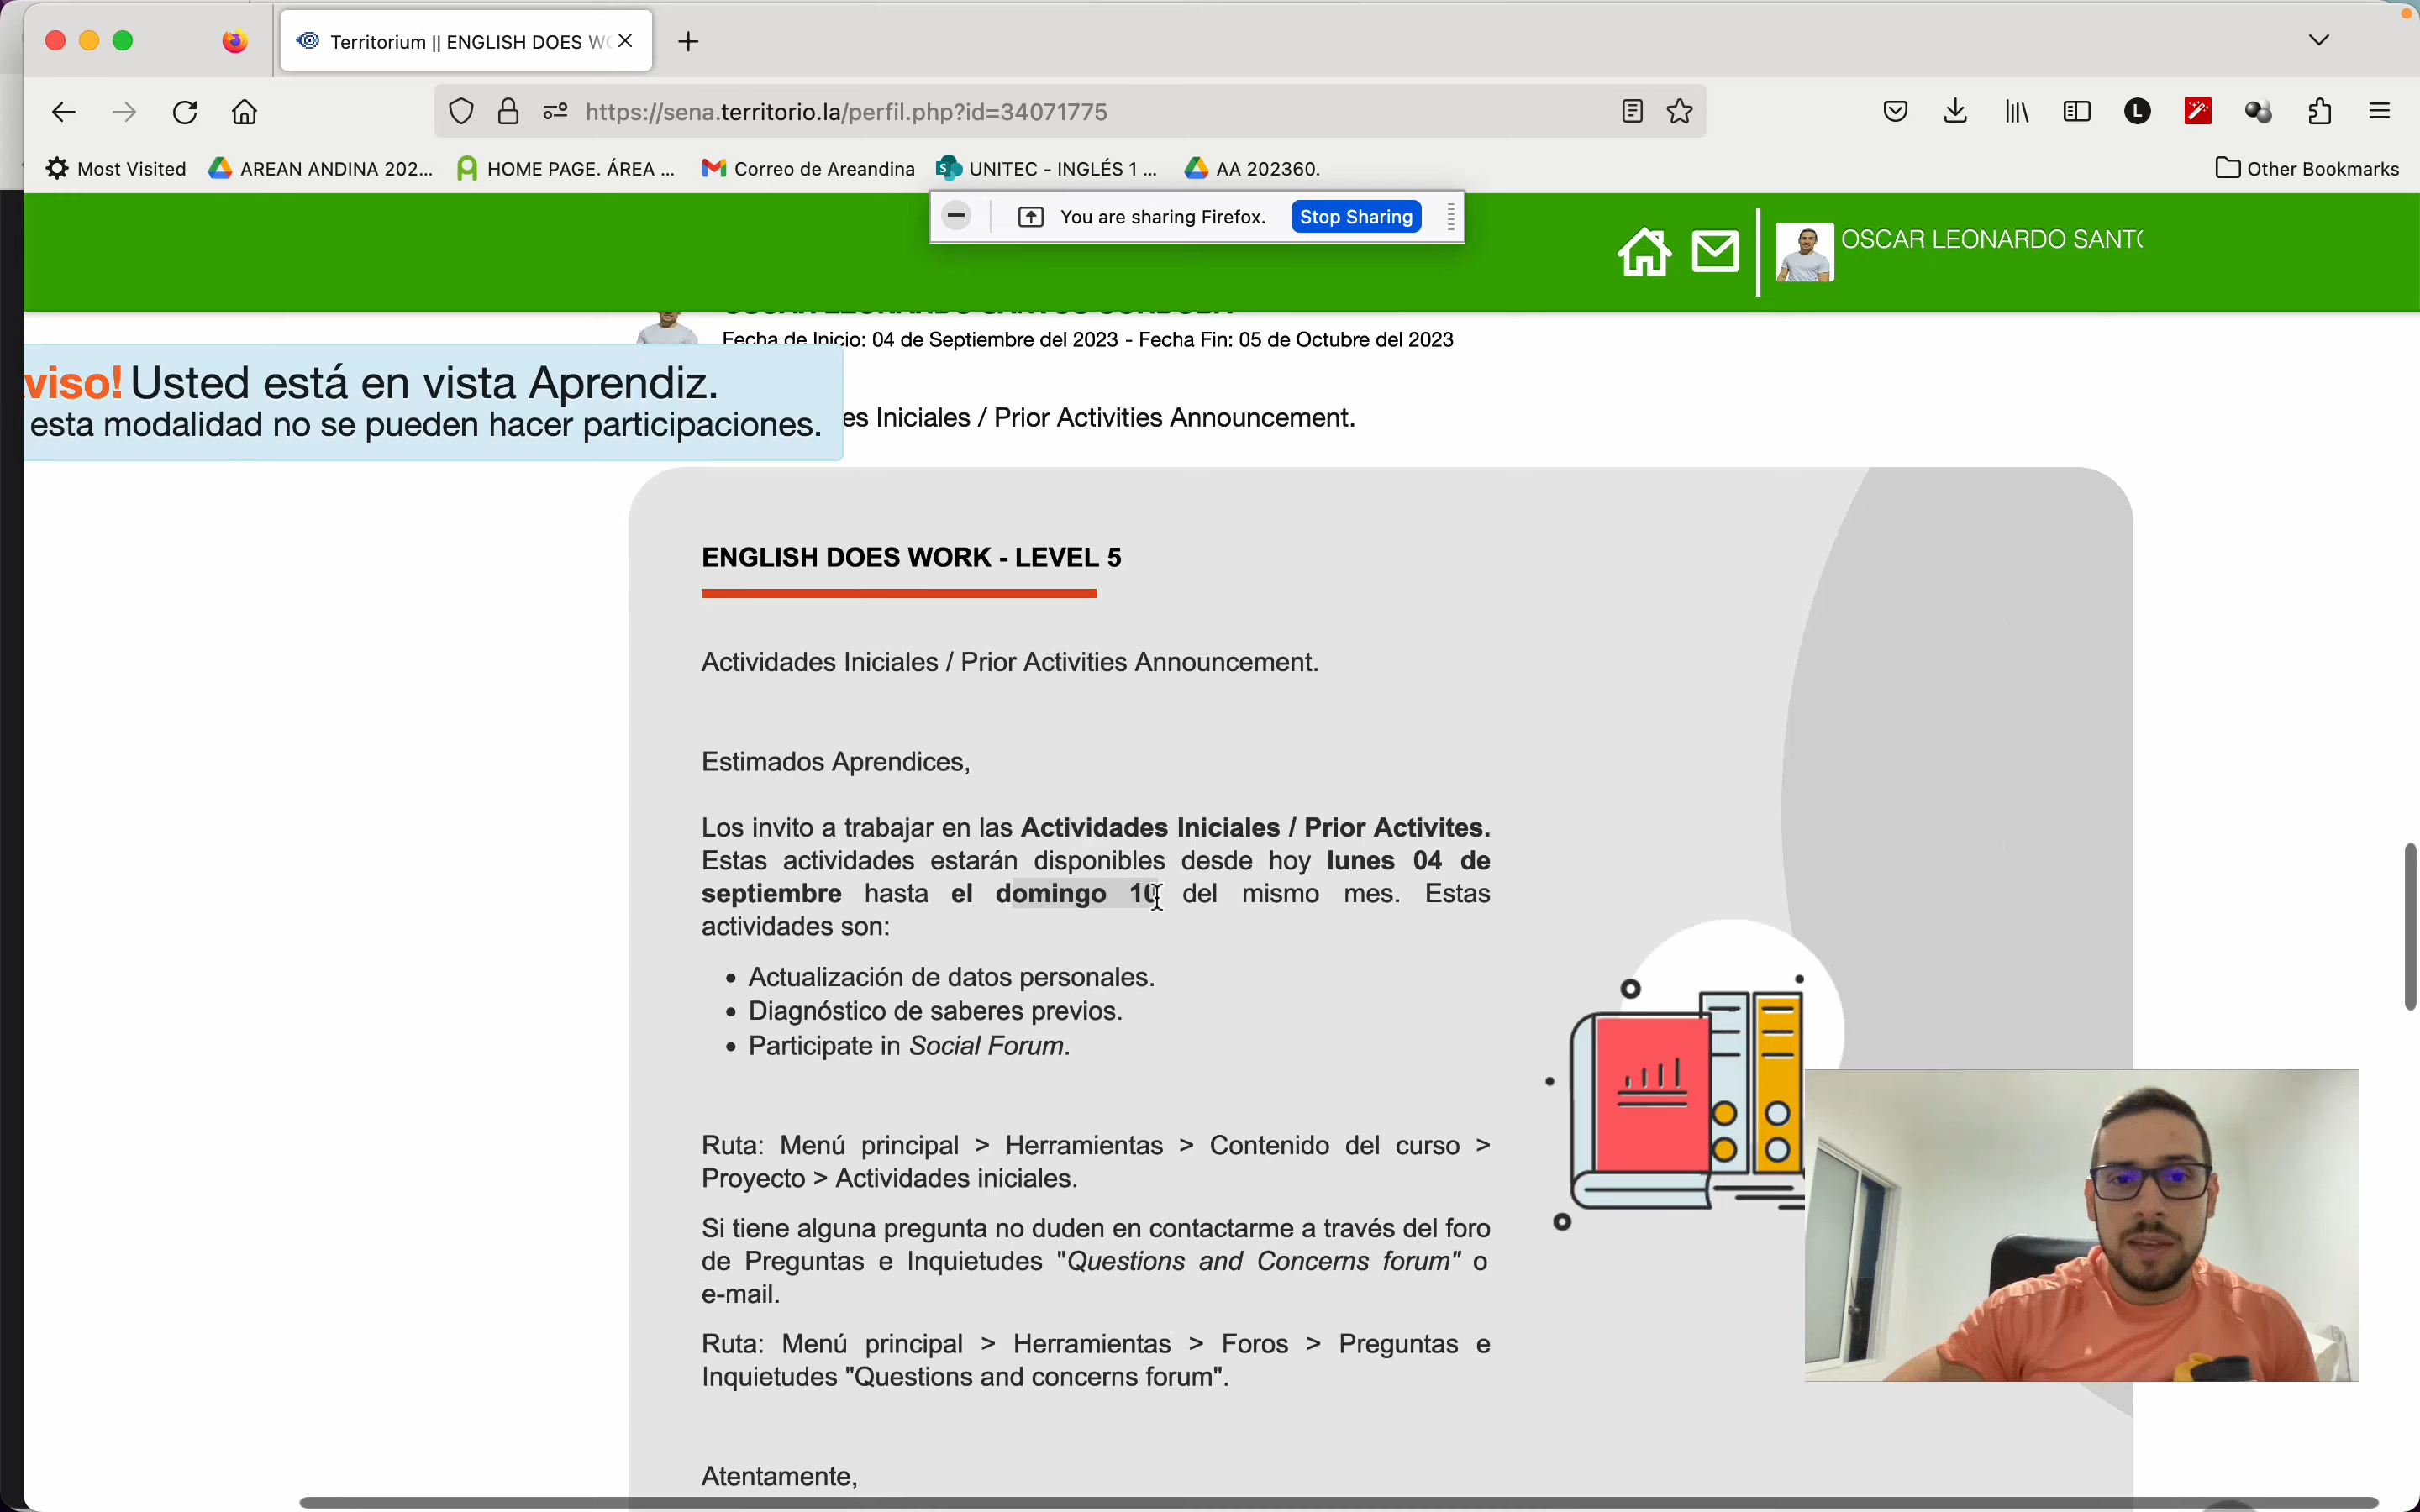 Territorium || ENGLISH DOES WO
https://sena.territorio.la/perfil.php?id=34071775
L
Most Visited
AREAN ANDINA 202...
HOME PAGE. ÁREA ...
Correo de Areandina
UNITEC - INGLÉS 1 ...
AA 202360.
Other Bookmarks
You are sharing Firefox.
Stop Sharing
OSCAR LEONARDO SANTO
Fecha de Inicio: 04 de Septiembre del 2023 - Fecha Fin: 05 de Octubre del 2023
viso! Usted está en vista Aprendiz.
esta modalidad no se pueden hacer participaciones.
es Iniciales / Prior Activities Announcement.
ENGLISH DOES WORK - LEVEL 5
Actividades Iniciales / Prior Activities Announcement.
Estimados Aprendices,
Los invito a trabajar en las Actividades Iniciales / Prior Activites.
Estas actividades estarán disponibles desde hoy lunes 04 de
septiembre hasta el domingo 10 del mismo mes. Estas
actividades son:
• Actualización de datos personales.
• Diagnóstico de saberes previos.
• Participate in Social Forum.
Ruta: Menú principal > Herramientas > Contenido del curso >
Proyecto > Actividades iniciales.
Si tiene alguna pregunta no duden en contactarme a través del foro
de Preguntas e Inquietudes "Questions and Concerns forum" o
e-mail.
Ruta: Menú principal > Herramientas > Foros > Preguntas e
Inquietudes "Questions and concerns forum".
Atentamente,